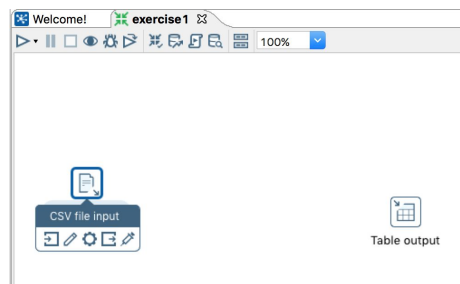 Welcome!
exercise1
100%
CSV file input
Table output